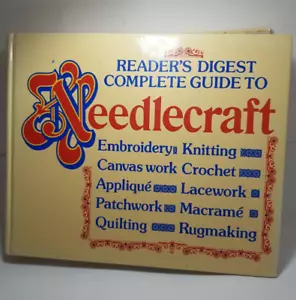 READER'S DIGEST
COMPLETE GUIDE TO
Needlecraft
Embroidery Knitting
Canvas work Crochet
Appliqué Lacework
Patchwork Macramé
Quilting Rugmaking